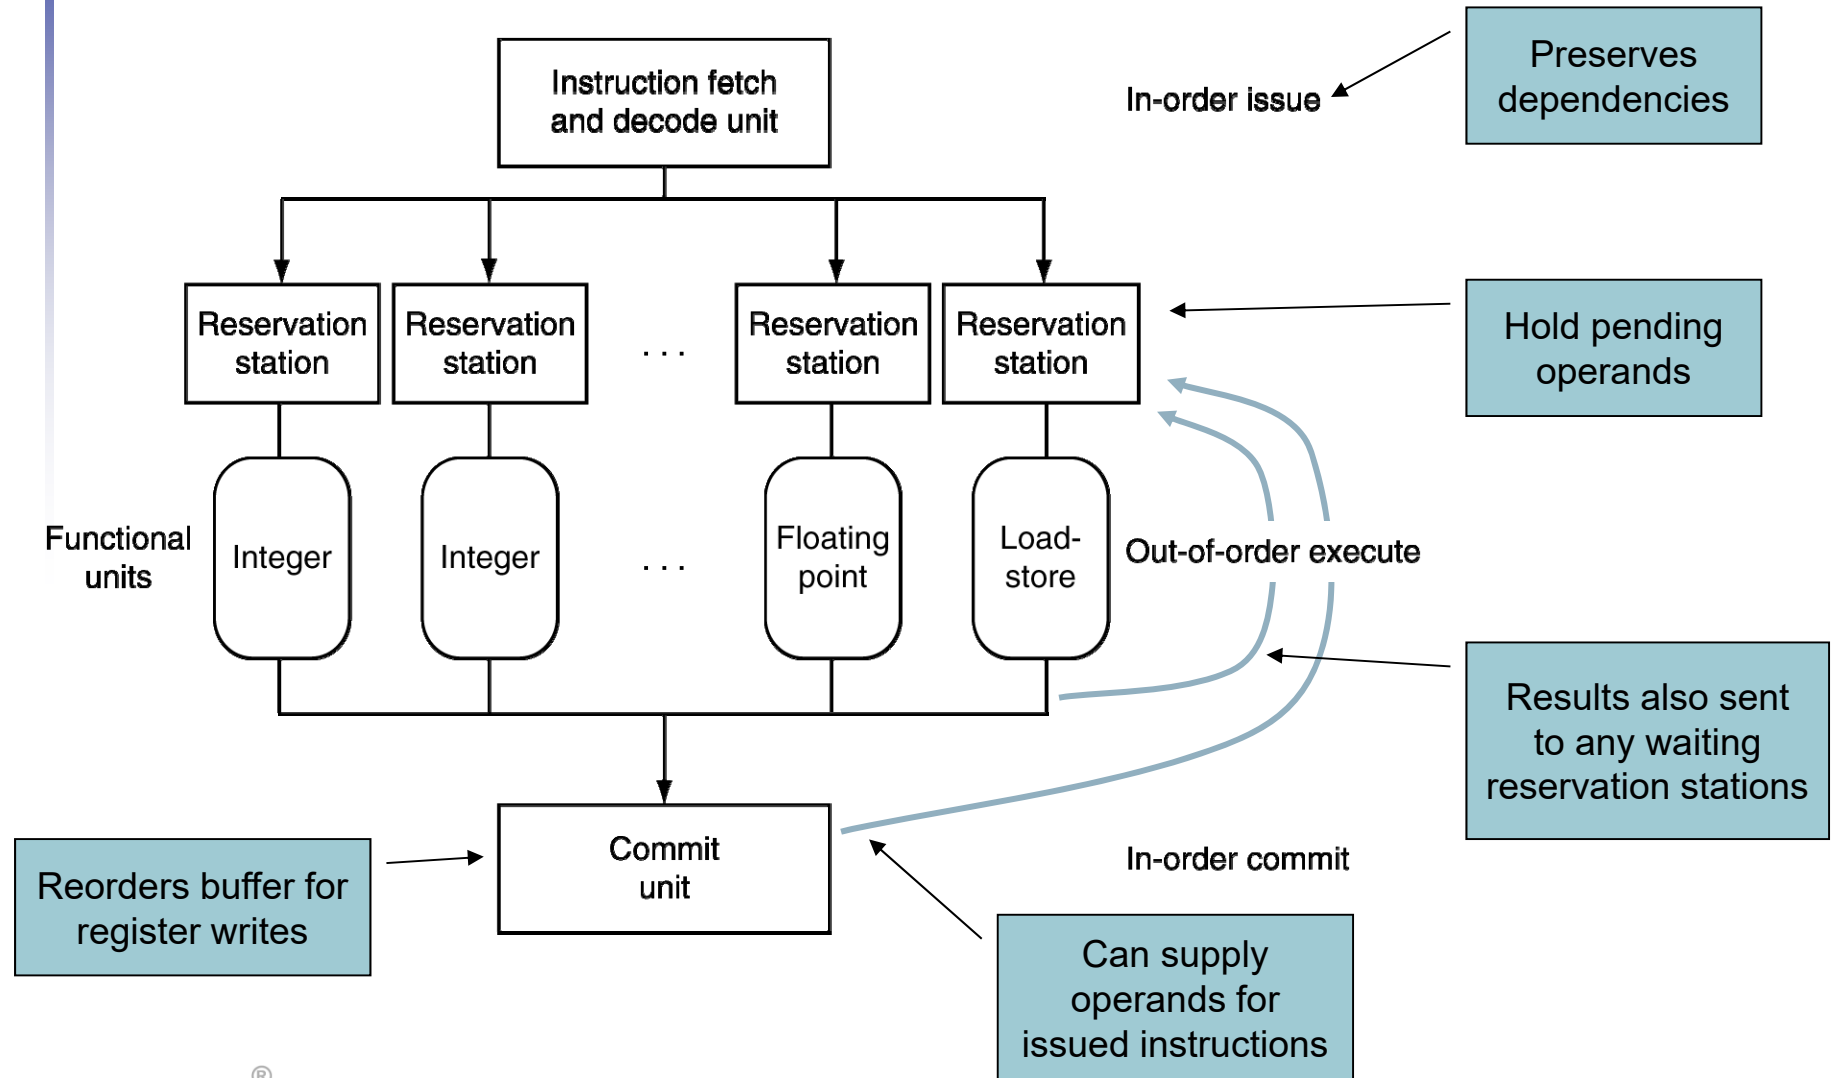 Instruction fetch
and decode unit
In-order issue
Preserves
dependencies
Reservation
station
Reservation
station
. . .
Reservation
station
Reservation
station
Hold pending
operands
Functional
units
Integer
Integer
. . .
Floating
point
Load-
store
Out-of-order execute
Results also sent
to any waiting
reservation stations
Commit
unit
In-order commit
Reorders buffer for
register writes
Can supply
operands for
issued instructions
®